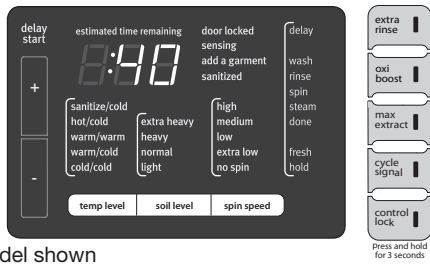 delay
start
+
-
estimated time remaining
:40
door locked
sensing
add a garment
sanitized
delay
wash
rinse
spin
steam
done
fresh
hold
sanitize/cold
hot/cold
warm/warm
warm/cold
cold/cold
extra heavy
heavy
normal
light
high
medium
low
extra low
no spin
temp level
soil level
spin speed
extra
rinse
oxi
boost
max
extract
cycle
signal
control
lock
Press and hold
for 3 seconds
del shown